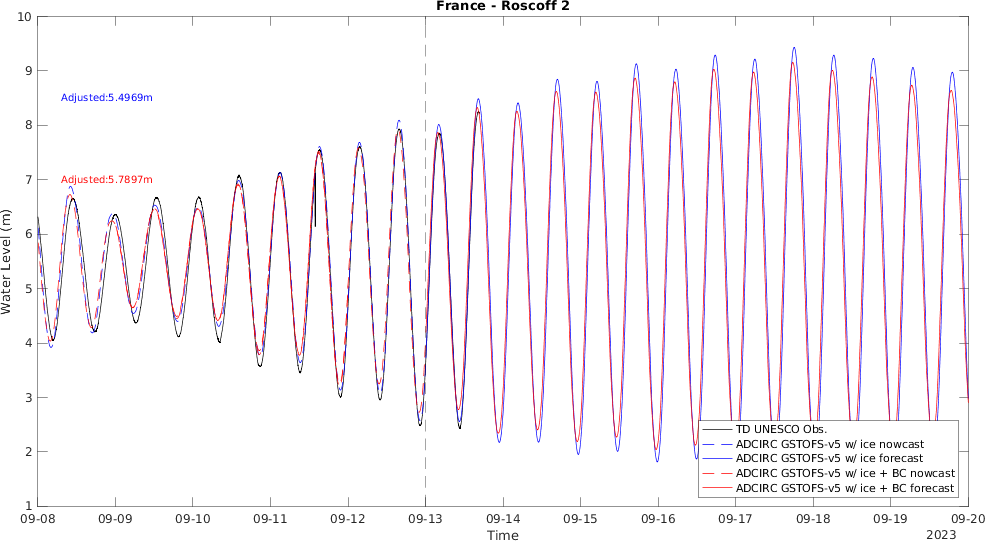 France - Roscoff 2
10
9
8
7
6
5
4
3
2
1
Water Level (m)
Adjusted:5.4969m
Adjusted:5.7897m
TD UNESCO Obs.
ADCIRC GSTOFS-v5 w/ ice nowcast
ADCIRC GSTOFS-v5 w/ ice forecast
ADCIRC GSTOFS-v5 w/ ice + BC nowcast
ADCIRC GSTOFS-v5 w/ ice + BC forecast
09-08 09-09 09-10 09-11 09-12 09-13 09-14 09-15 09-16 09-17 09-18 09-19 09-20
Time
2023